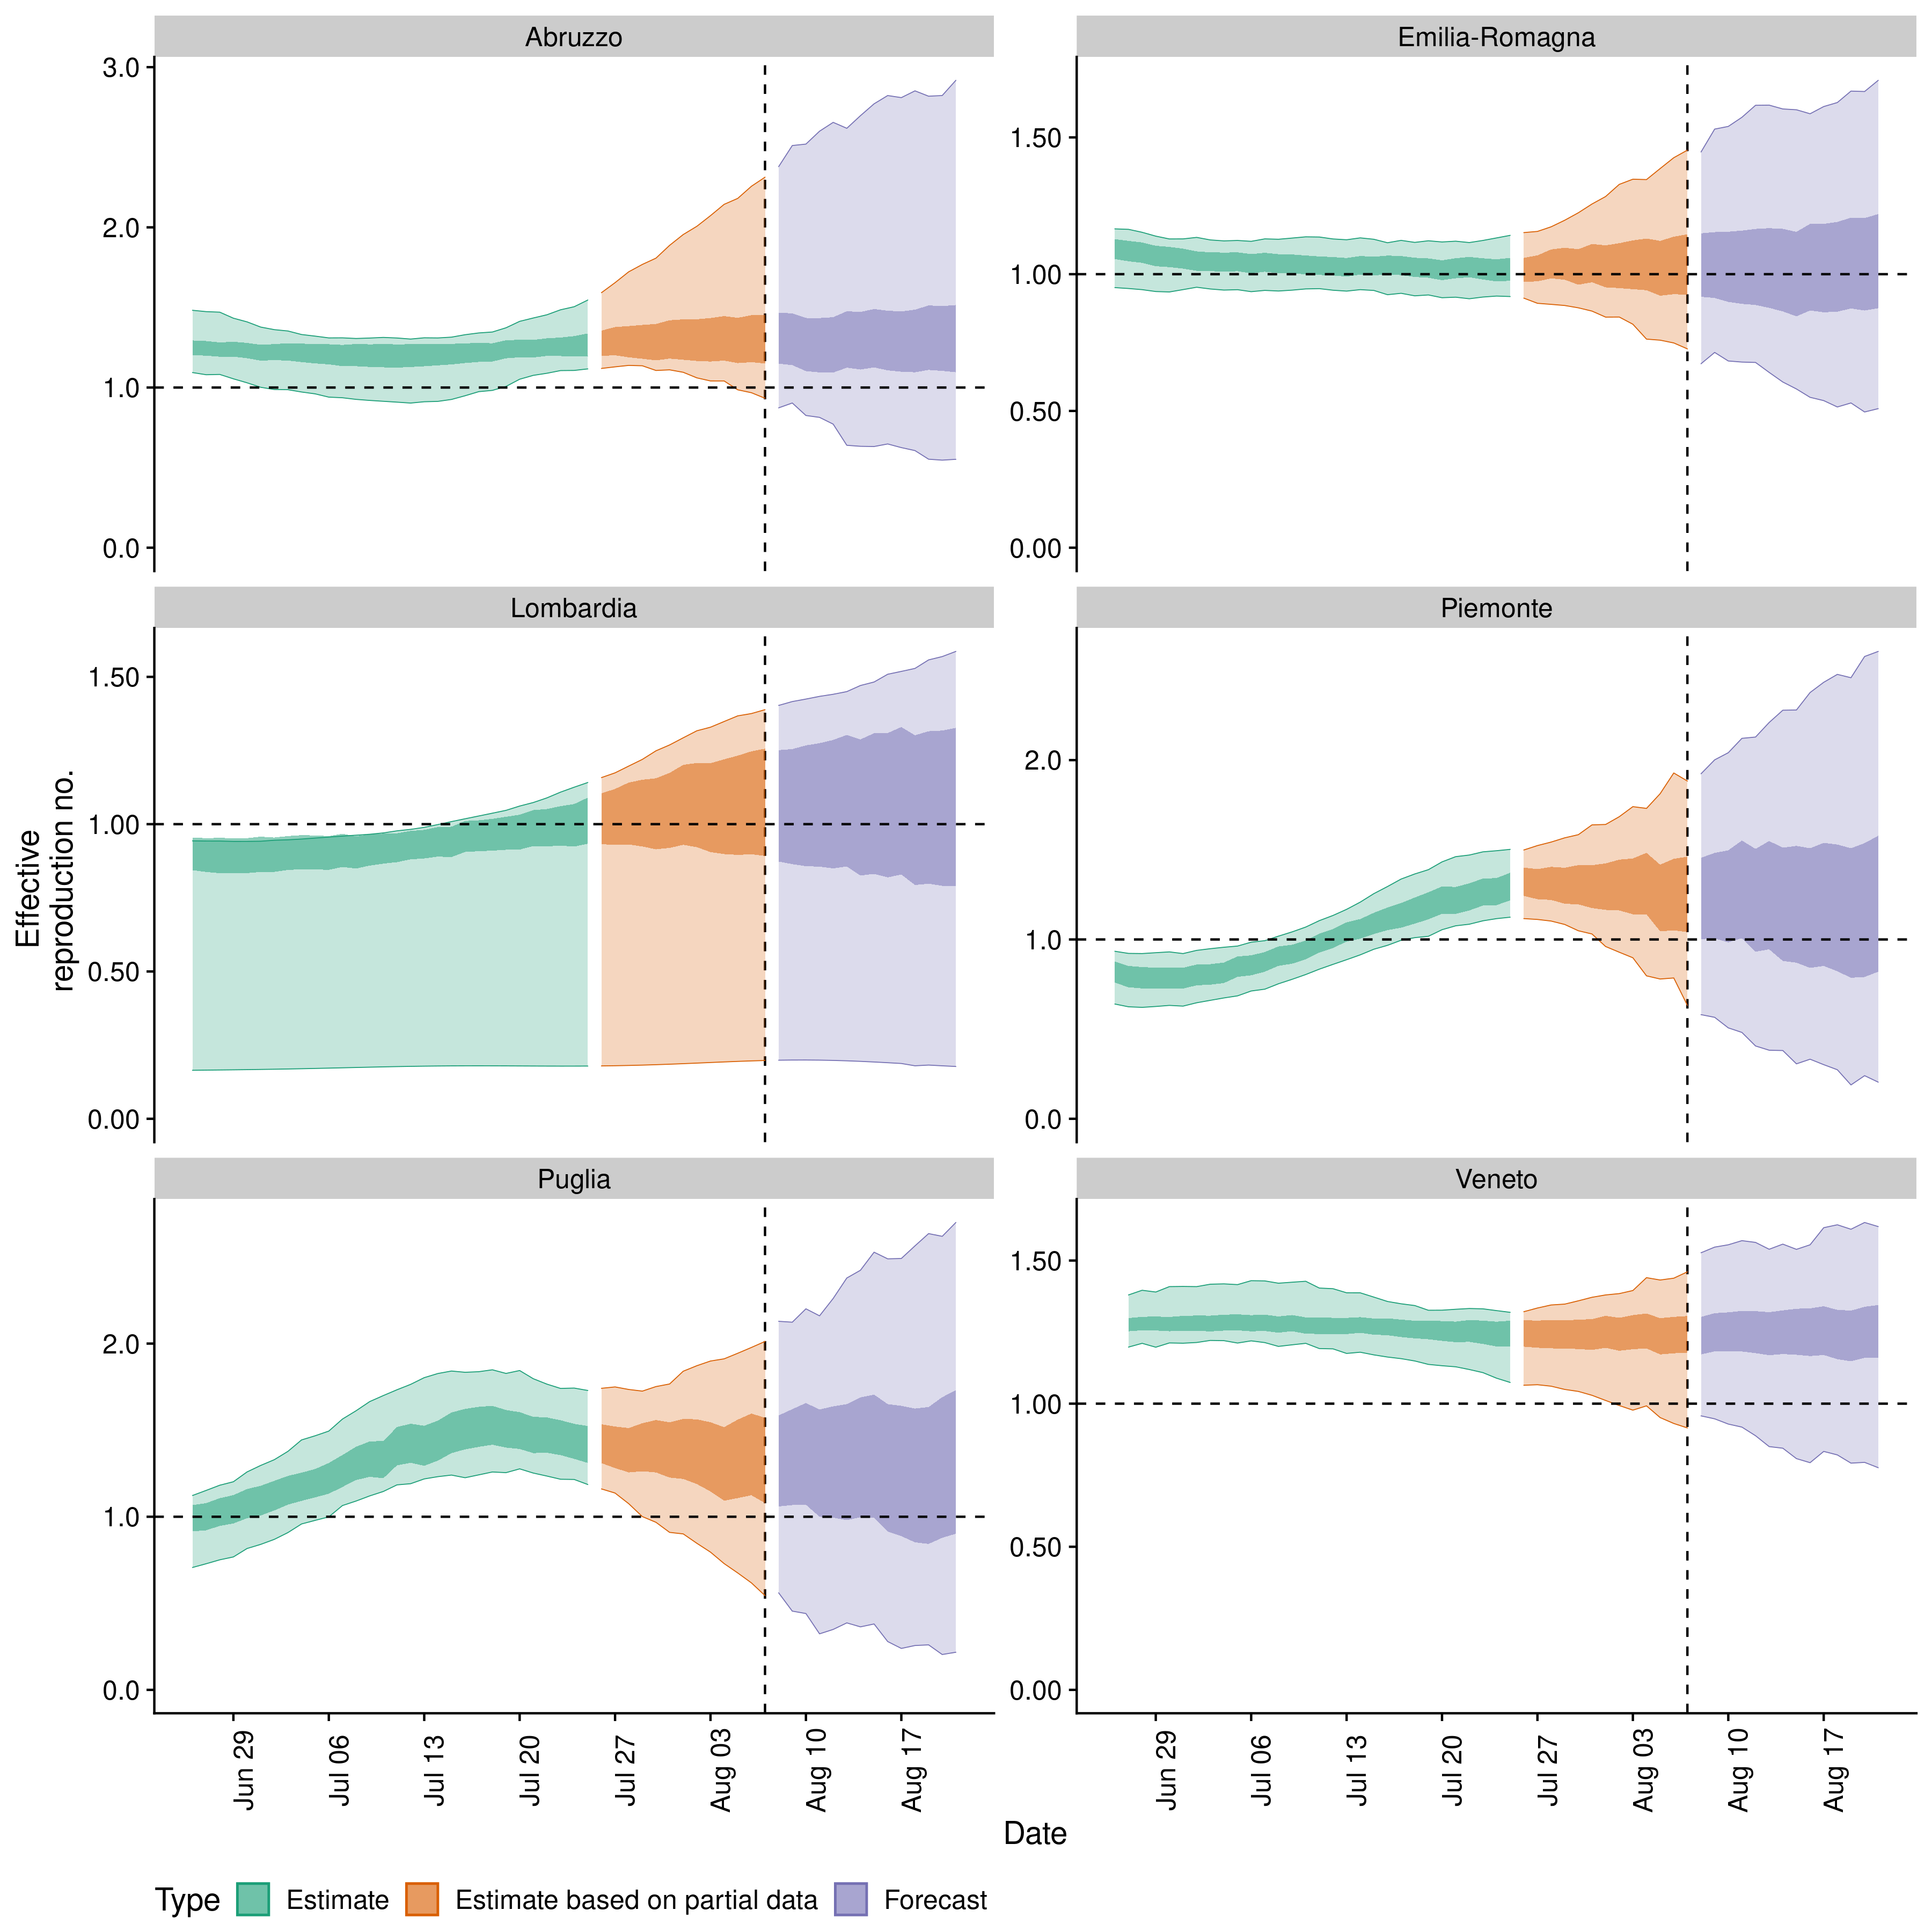 Abruzzo
Emilia-Romagna
3.0
2.0
1.0
0.0
1.50
1.00
0.50
0.00
Lombardia
Piemonte
1.50
1.00
0.50
0.00
2.0
1.0
0.0
Puglia
Veneto
2.0
1.0
0.0
1.50
1.00
0.50
0.00
Effective
reproduction no.
Jun 29
Jul 06
Jul 13
Jul 20
Jul 27
Aug 03
Aug 10
Aug 17
Jun 29
Jul 06
Jul 13
Jul 20
Jul 27
Aug 03
Aug 10
Aug 17
Date
Type Estimate Estimate based on partial data Forecast